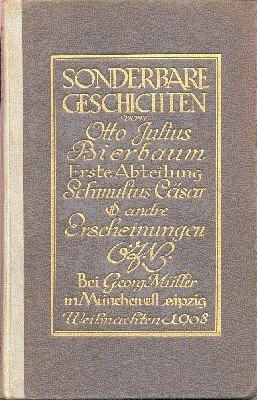 SONDERBARE
GESCHICHTEN
von
Otto Julius
Bierbaum
Erste Abteilung
Schmulius Cäsar
& andre
Erscheinungen
Bei Georg Müller
in München u Leipzig
Weihnachten 1908